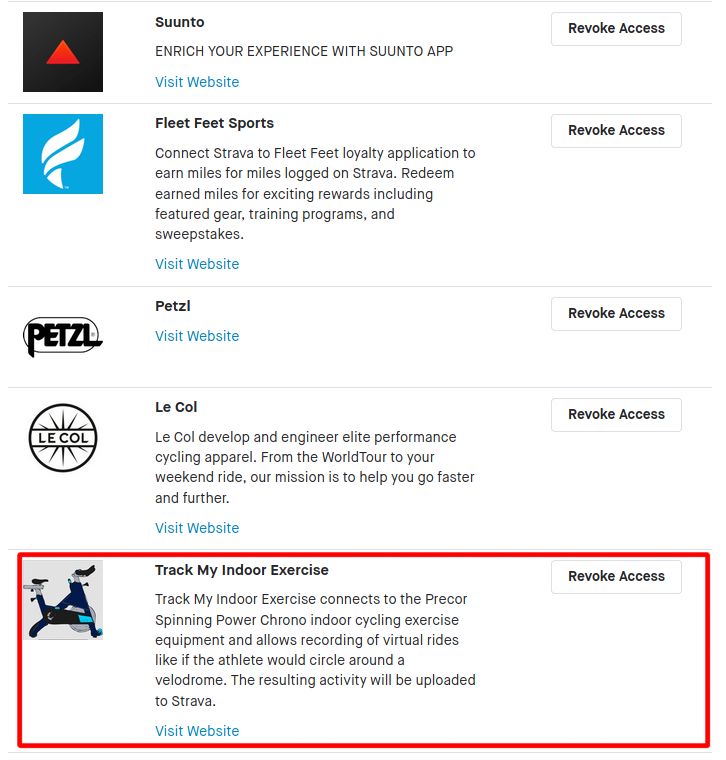 Suunto
Revoke Access
ENRICH YOUR EXPERIENCE WITH SUUNTO APP
Visit Website
Fleet Feet Sports
Revoke Access
Connect Strava to Fleet Feet loyalty application to
earn miles for miles logged on Strava. Redeem
earned miles for exciting rewards including
featured gear, training programs, and
sweepstakes.
Visit Website
Petzl
Revoke Access
PETZL
Visit Website
Le Col
Revoke Access
LE COL
Le Col develop and engineer elite performance
cycling apparel. From the WorldTour to your
weekend ride, our mission is to help you go faster
and further.
Visit Website
Track My Indoor Exercise
Revoke Access
Track My Indoor Exercise connects to the Precor
Spinning Power Chrono indoor cycling exercise
equipment and allows recording of virtual rides
like if the athlete would circle around a
velodrome. The resulting activity will be uploaded
to Strava.
Visit Website